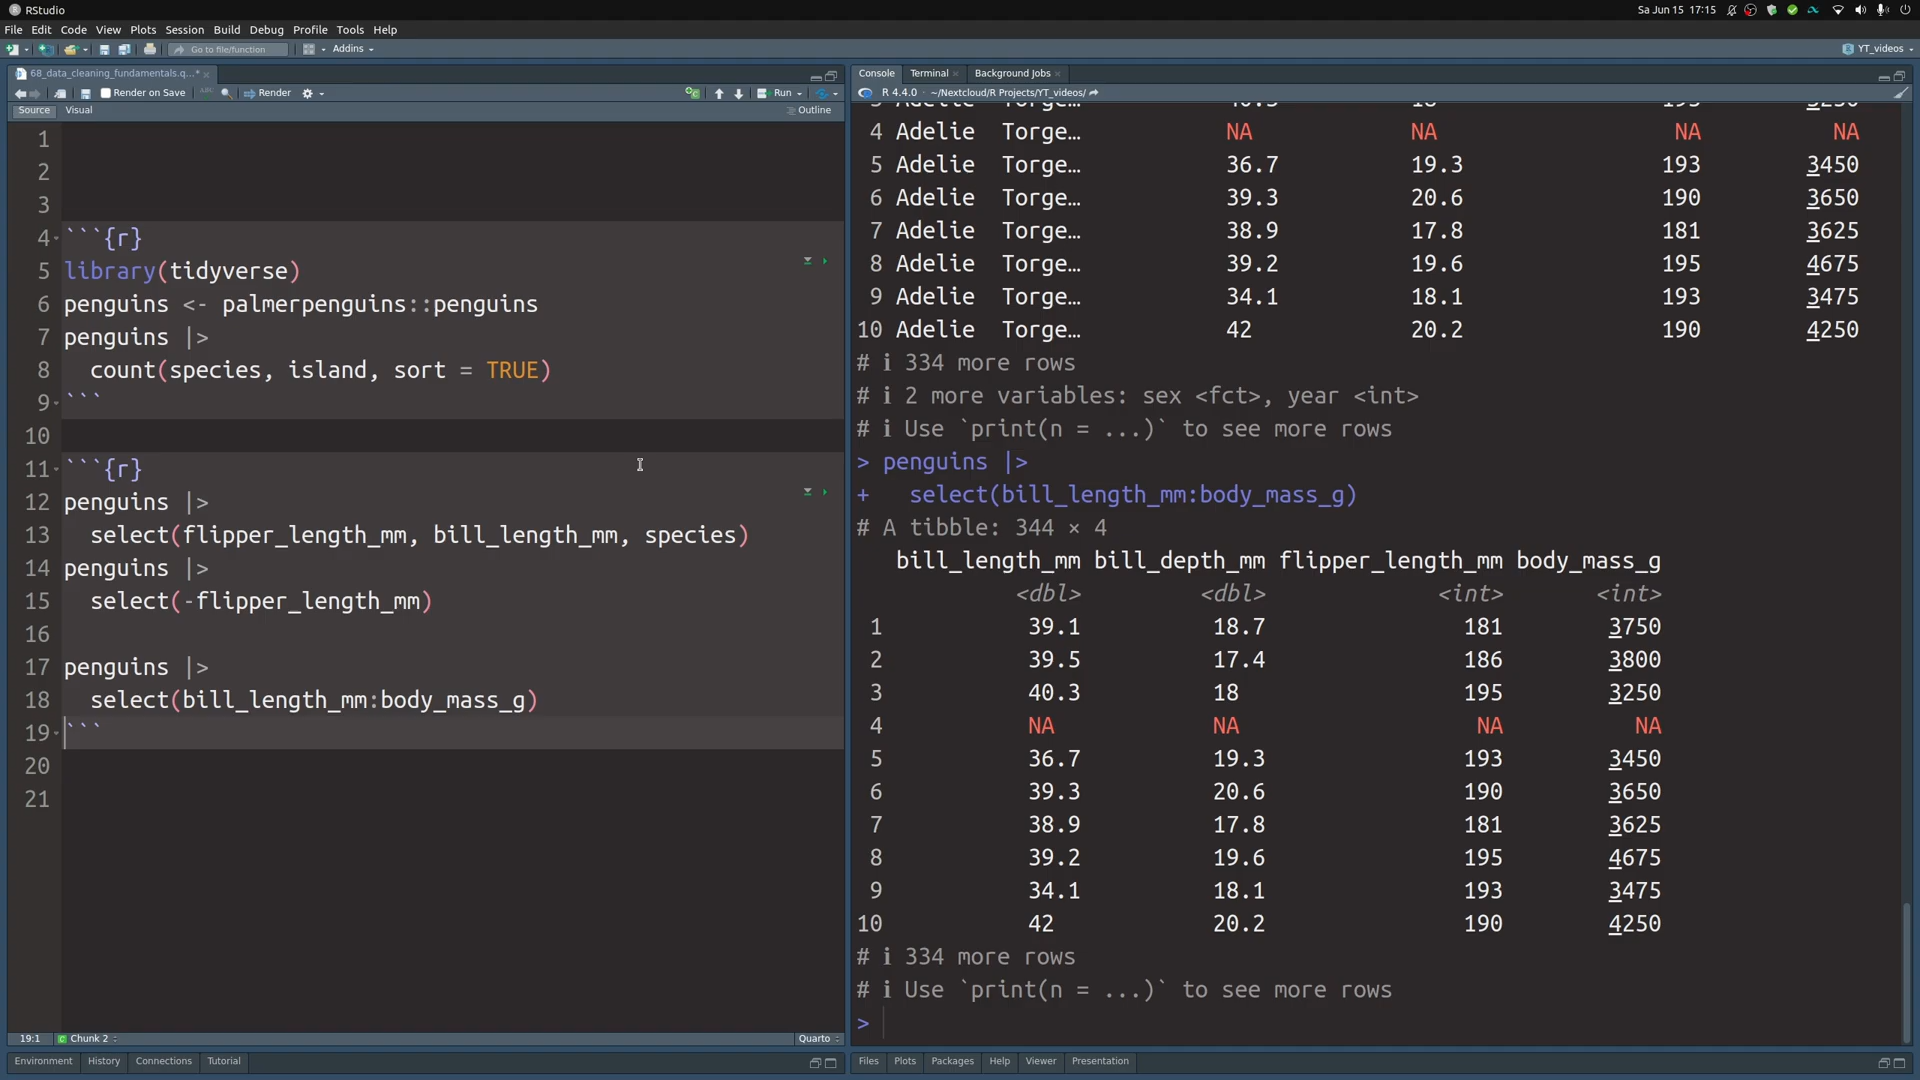 RStudio
Sa Jun 15 17:15
File Edit Code View Plots Session Build Debug Profile Tools Help
Go to file/function Addins
YT_videos
68_data_cleaning_fundamentals.q...*
Render on Save ABC Render Run
Source Visual Outline
1
2
3
4 ```{r}
5 library(tidyverse)
6 penguins <- palmerpenguins::penguins
7 penguins |>
8 count(species, island, sort = TRUE)
9 ```
10
11 ```{r}
12 penguins |>
13 select(flipper_length_mm, bill_length_mm, species)
14 penguins |>
15 select(-flipper_length_mm)
16
17 penguins |>
18 select(bill_length_mm:body_mass_g)
19 ```
20
21
19:1 Chunk 2 Quarto
Environment History Connections Tutorial
Console Terminal Background Jobs
R 4.4.0 · ~/Nextcloud/R Projects/YT_videos/
3 Adelie Torge… 40.3 18 195 3250
4 Adelie Torge… NA NA NA NA
5 Adelie Torge… 36.7 19.3 193 3450
6 Adelie Torge… 39.3 20.6 190 3650
7 Adelie Torge… 38.9 17.8 181 3625
8 Adelie Torge… 39.2 19.6 195 4675
9 Adelie Torge… 34.1 18.1 193 3475
10 Adelie Torge… 42 20.2 190 4250
# ℹ 334 more rows
# ℹ 2 more variables: sex <fct>, year <int>
# ℹ Use `print(n = ...)` to see more rows
> penguins |>
+ select(bill_length_mm:body_mass_g)
# A tibble: 344 × 4
bill_length_mm bill_depth_mm flipper_length_mm body_mass_g
<dbl> <dbl> <int> <int>
1 39.1 18.7 181 3750
2 39.5 17.4 186 3800
3 40.3 18 195 3250
4 NA NA NA NA
5 36.7 19.3 193 3450
6 39.3 20.6 190 3650
7 38.9 17.8 181 3625
8 39.2 19.6 195 4675
9 34.1 18.1 193 3475
10 42 20.2 190 4250
# ℹ 334 more rows
# ℹ Use `print(n = ...)` to see more rows
>
Files Plots Packages Help Viewer Presentation